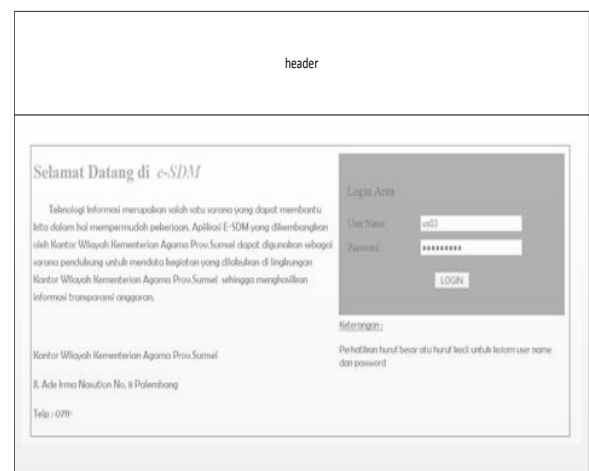 header
Selamat Datang di e-SDM
Teknologi Informasi merupakan salah satu sarana yang dapat membantu
kita dalam hal mempermudah pekerjaan. Aplikasi E-SDM yang dikembangkan
oleh Kantor Wilayah Kementerian Agama Prov.Sumsel dapat digunakan sebagai
sarana pendukung untuk mendata kegiatan yang dilakukan di lingkungan
Kantor Wilayah Kementerian Agama Prov.Sumsel sehingga menghasilkan
informasi transparansi anggaran.
Kantor Wilayah Kementerian Agama Prov.Sumsel
Jl. Ade Irma Nasution No. 8 Palembang
Telp : 0711-
Login Area
User Name us03
Password •••••••••
LOGIN
Keterangan :
Perhatikan huruf besar atu huruf kecil untuk kolom user name
dan password